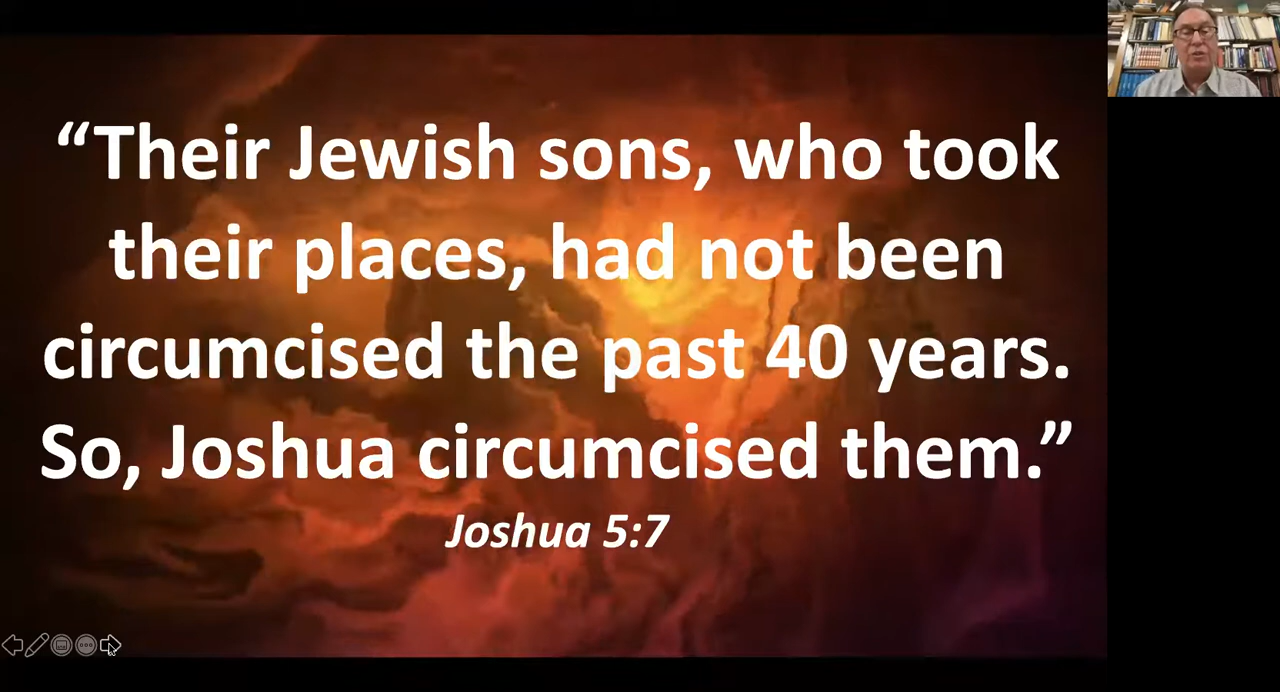 “Their Jewish sons, who took
their places, had not been
circumcised the past 40 years.
So, Joshua circumcised them.”
Joshua 5:7